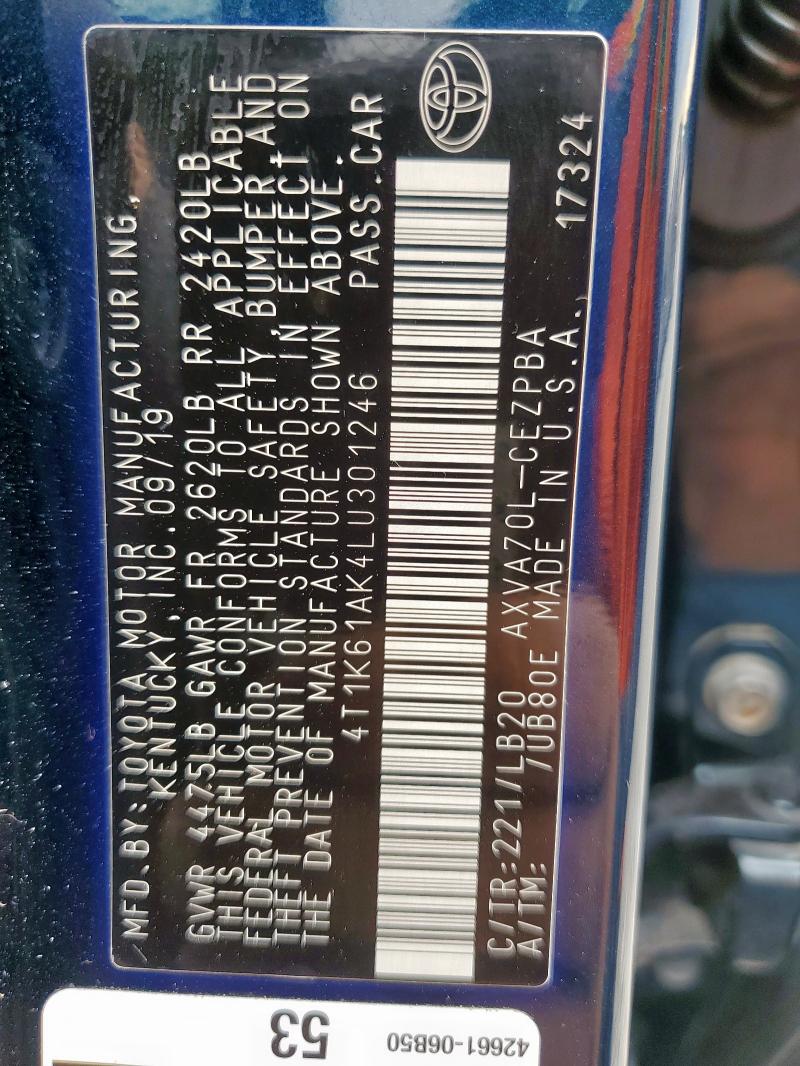 MFD.BY:TOYOTA MOTOR MANUFACTURING,
KENTUCKY, INC.09/19
GVWR 4475LB GAWR FR 2620LB RR 2420LB
THIS VEHICLE CONFORMS TO ALL APPLICABLE
FEDERAL MOTOR VEHICLE SAFETY,BUMPER,AND
THEFT PREVENTION STANDARDS IN EFFECT ON
THE DATE OF MANUFACTURE SHOWN ABOVE.
4T1K61AK4LU301246 PASS.CAR
C/TR:221/LB20 AXVA70L-CEZPBA 17324
A/TM: /UB80E MADE IN U.S.A.
53
42661-06B50